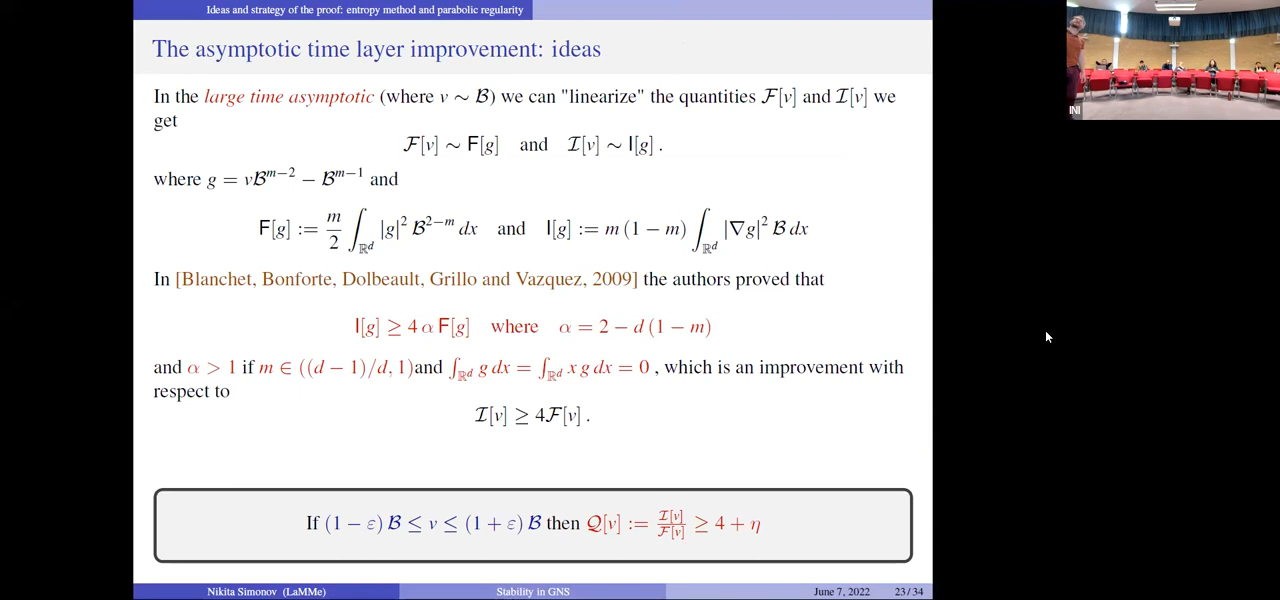 Ideas and strategy of the proof: entropy method and parabolic regularity
The asymptotic time layer improvement: ideas
In the large time asymptotic (where v ∼ ℬ) we can "linearize" the quantities ℱ[v] and ℐ[v] we
get
ℱ[v] ∼ F[g] and ℐ[v] ∼ I[g] .
where g = vℬ^{m−2} − ℬ^{m−1} and
F[g] := m/2 ∫_{ℝ^d} |g|² ℬ^{2−m} dx and I[g] := m (1 − m) ∫_{ℝ^d} |∇g|² ℬ dx
In [Blanchet, Bonforte, Dolbeault, Grillo and Vazquez, 2009] the authors proved that
I[g] ≥ 4 α F[g] where α = 2 − d (1 − m)
and α > 1 if m ∈ ((d − 1)/d, 1)and ∫_{ℝ^d} g dx = ∫_{ℝ^d} x g dx = 0 , which is an improvement with
respect to
ℐ[v] ≥ 4ℱ[v] .
If (1 − ε) ℬ ≤ v ≤ (1 + ε) ℬ then 𝒬[v] := ℐ[v]/ℱ[v] ≥ 4 + η
Nikita Simonov (LaMMe) Stability in GNS June 7, 2022 23 / 34
INI